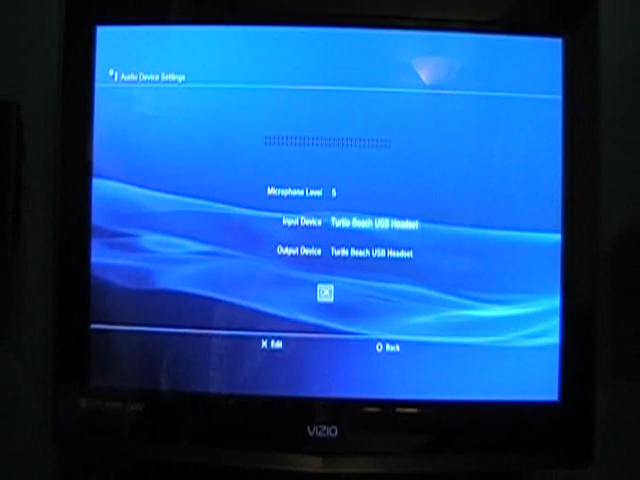 Audio Device Settings
Microphone Level 5
Input Device Turtle Beach USB Headset
Output Device Turtle Beach USB Headset
OK
X Edit O Back
VIZIO